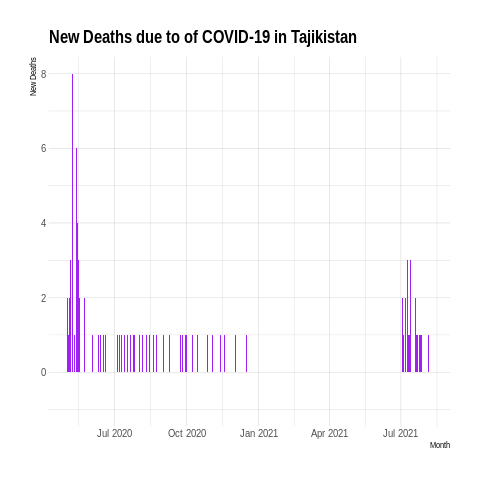 New Deaths due to of COVID-19 in Tajikistan
New Deaths
8
6
4
2
0
Jul 2020 Oct 2020 Jan 2021 Apr 2021 Jul 2021
Month